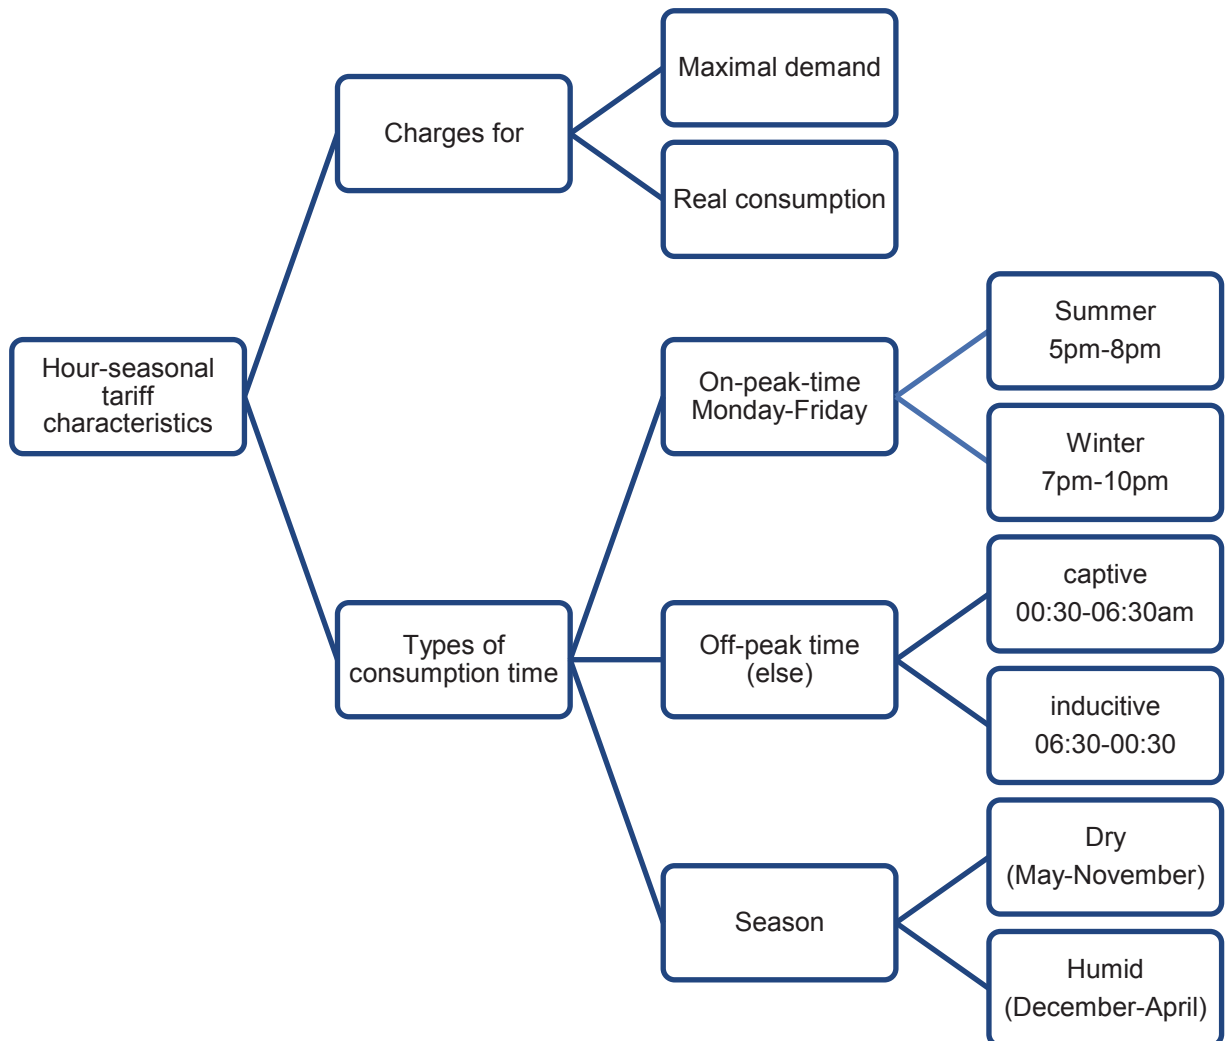 Maximal demand
Charges for
Real consumption
Hour-seasonal
tariff
characteristics
On-peak-time
Monday-Friday
Summer
5pm-8pm
Winter
7pm-10pm
Types of
consumption time
Off-peak time
(else)
captive
00:30-06:30am
inducitive
06:30-00:30
Season
Dry
(May-November)
Humid
(December-April)